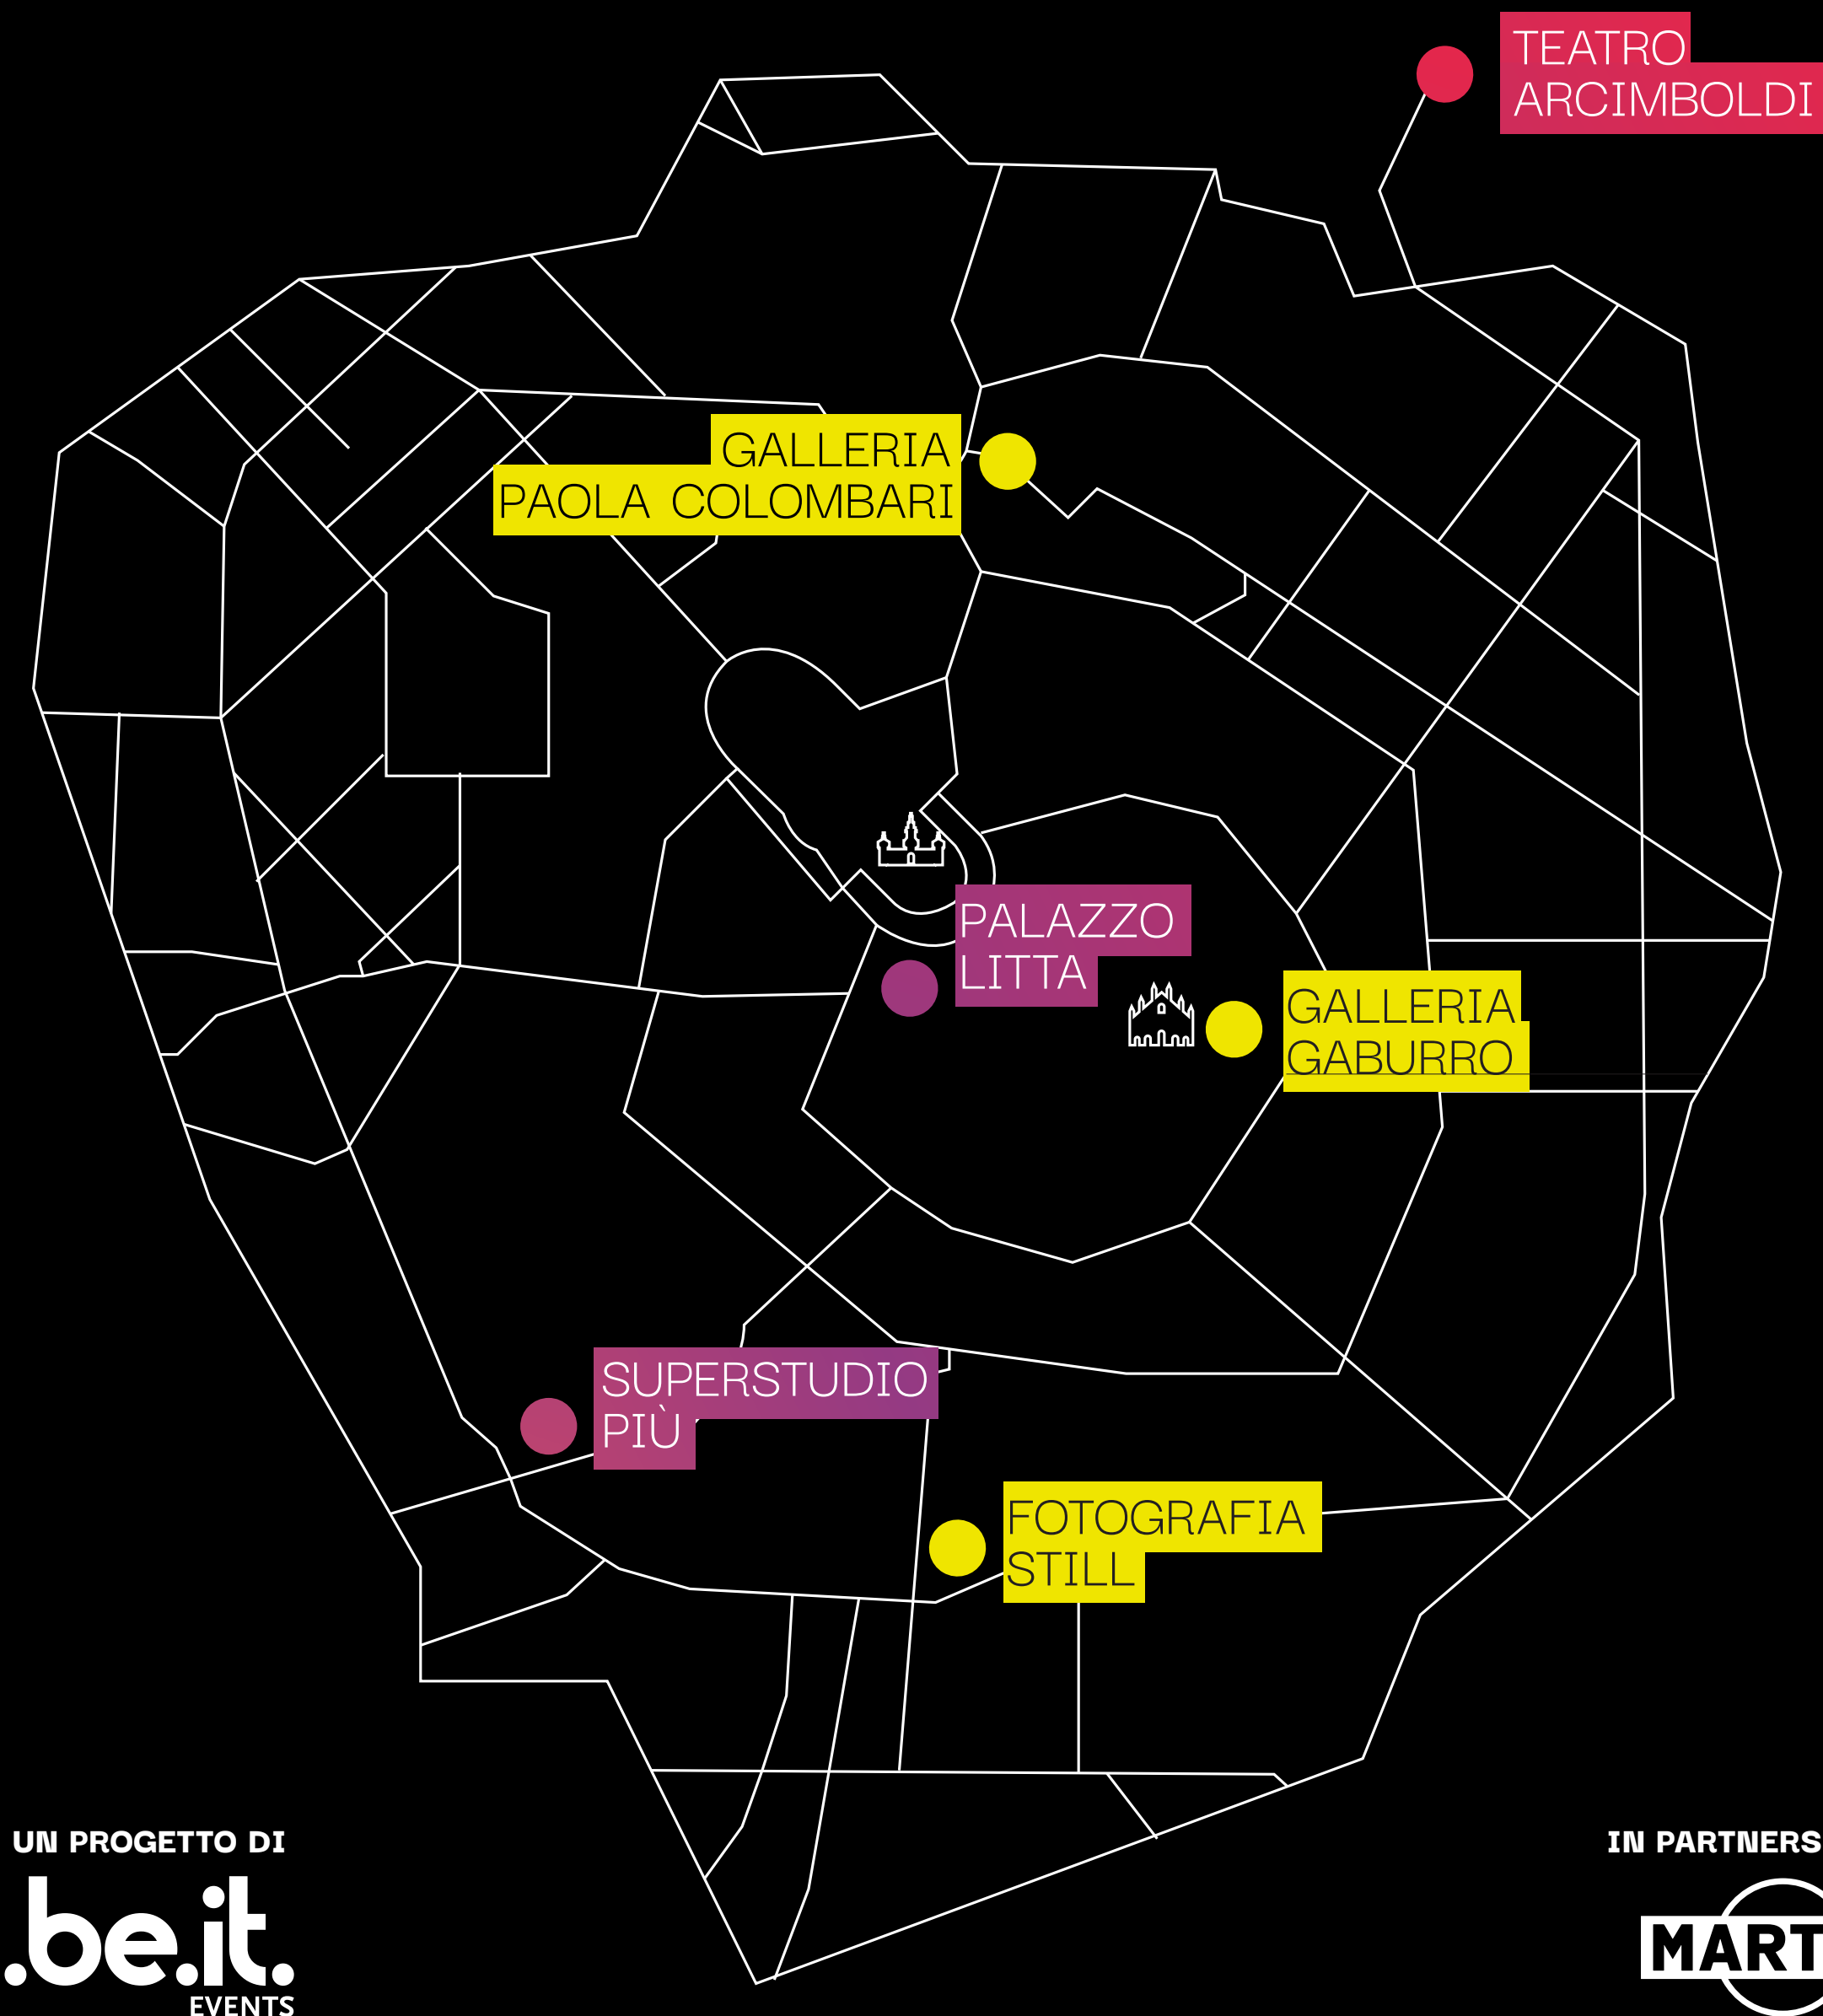 TEATRO
ARCIMBOLDI
GALLERIA
PAOLA COLOMBARI
PALAZZO
LITTA
GALLERIA
GABURRO
SUPERSTUDIO
PIÙ
FOTOGRAFIA
STILL
UN PROGETTO DI
.be.it.
EVENTS
IN PARTNERS
MART